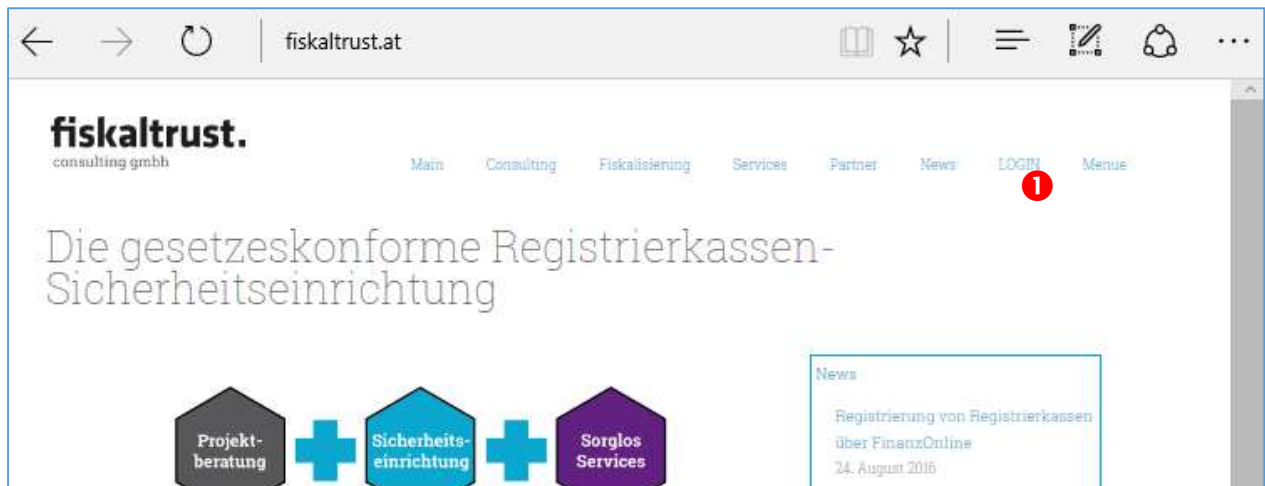 fiskaltrust.at
fiskaltrust.
consulting gmbh
Main Consulting Fiskalisierung Services Partner News LOGIN Menue
1
Die gesetzeskonforme Registrierkassen-
Sicherheitseinrichtung
News
Registrierung von Registrierkassen
über FinanzOnline
24. August 2016
Projekt-
beratung
Sicherheits-
einrichtung
Sorglos
Services